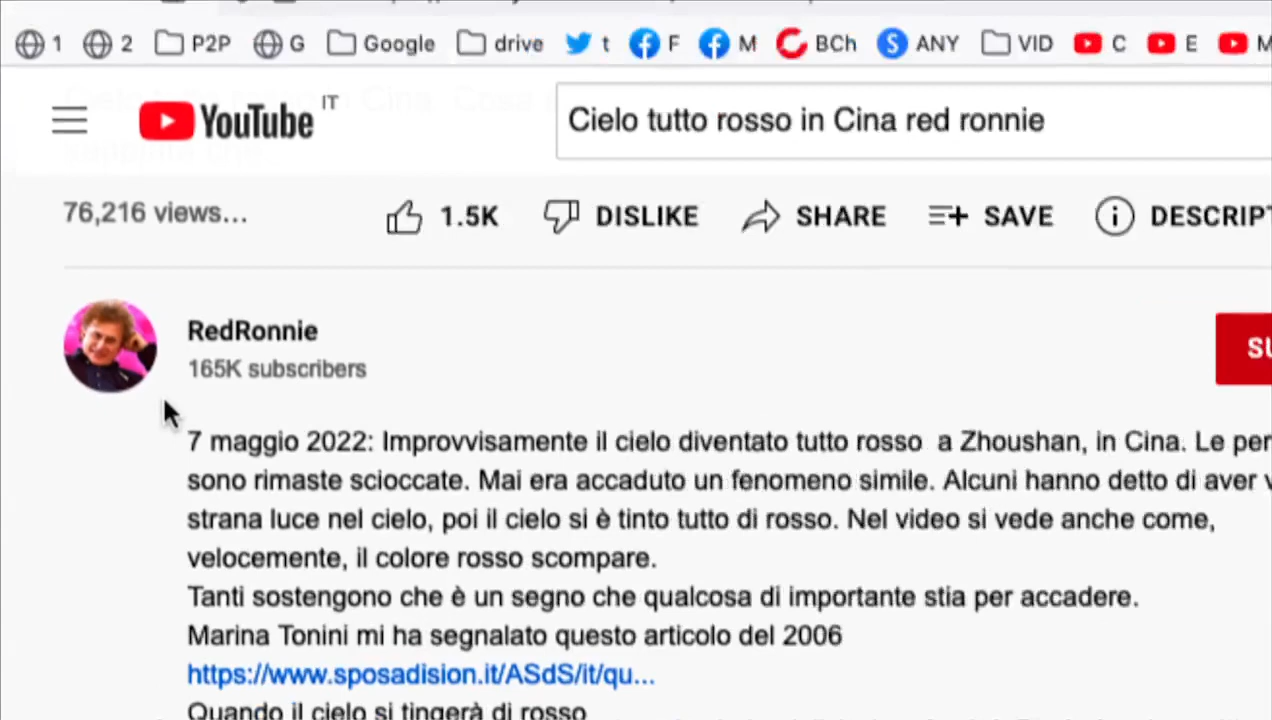 1 2 P2P G Google drive t F M BCh S ANY VID C E M
YouTube IT
Cielo tutto rosso in Cina red ronnie
76,216 views...
1.5K DISLIKE SHARE SAVE DESCRIPT
RedRonnie
165K subscribers
SU
7 maggio 2022: Improvvisamente il cielo diventato tutto rosso a Zhoushan, in Cina. Le per
sono rimaste scioccate. Mai era accaduto un fenomeno simile. Alcuni hanno detto di aver v
strana luce nel cielo, poi il cielo si è tinto tutto di rosso. Nel video si vede anche come,
velocemente, il colore rosso scompare.
Tanti sostengono che è un segno che qualcosa di importante stia per accadere.
Marina Tonini mi ha segnalato questo articolo del 2006
https://www.sposadision.it/ASdS/it/qu...
Quando il cielo si tingerà di rosso